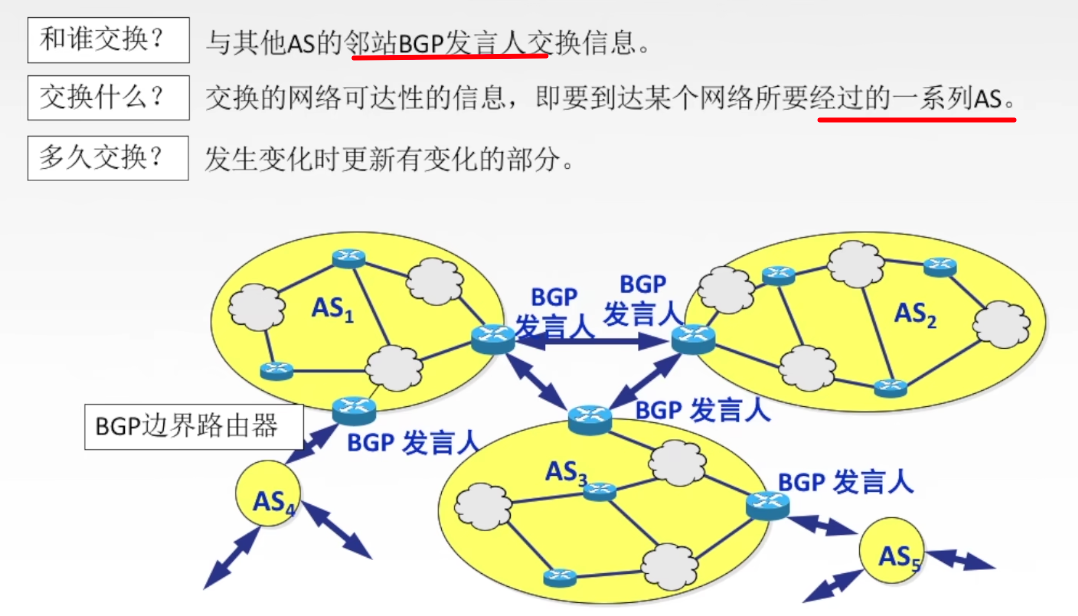 和谁交换？
与其他AS的邻站BGP发言人交换信息。
交换什么？
交换的网络可达性的信息，即要到达某个网络所要经过的一系列AS。
多久交换？
发生变化时更新有变化的部分。
AS1
BGP
发言人
BGP
发言人
AS2
BGP边界路由器
BGP 发言人
BGP 发言人
AS3
BGP 发言人
AS4
AS5